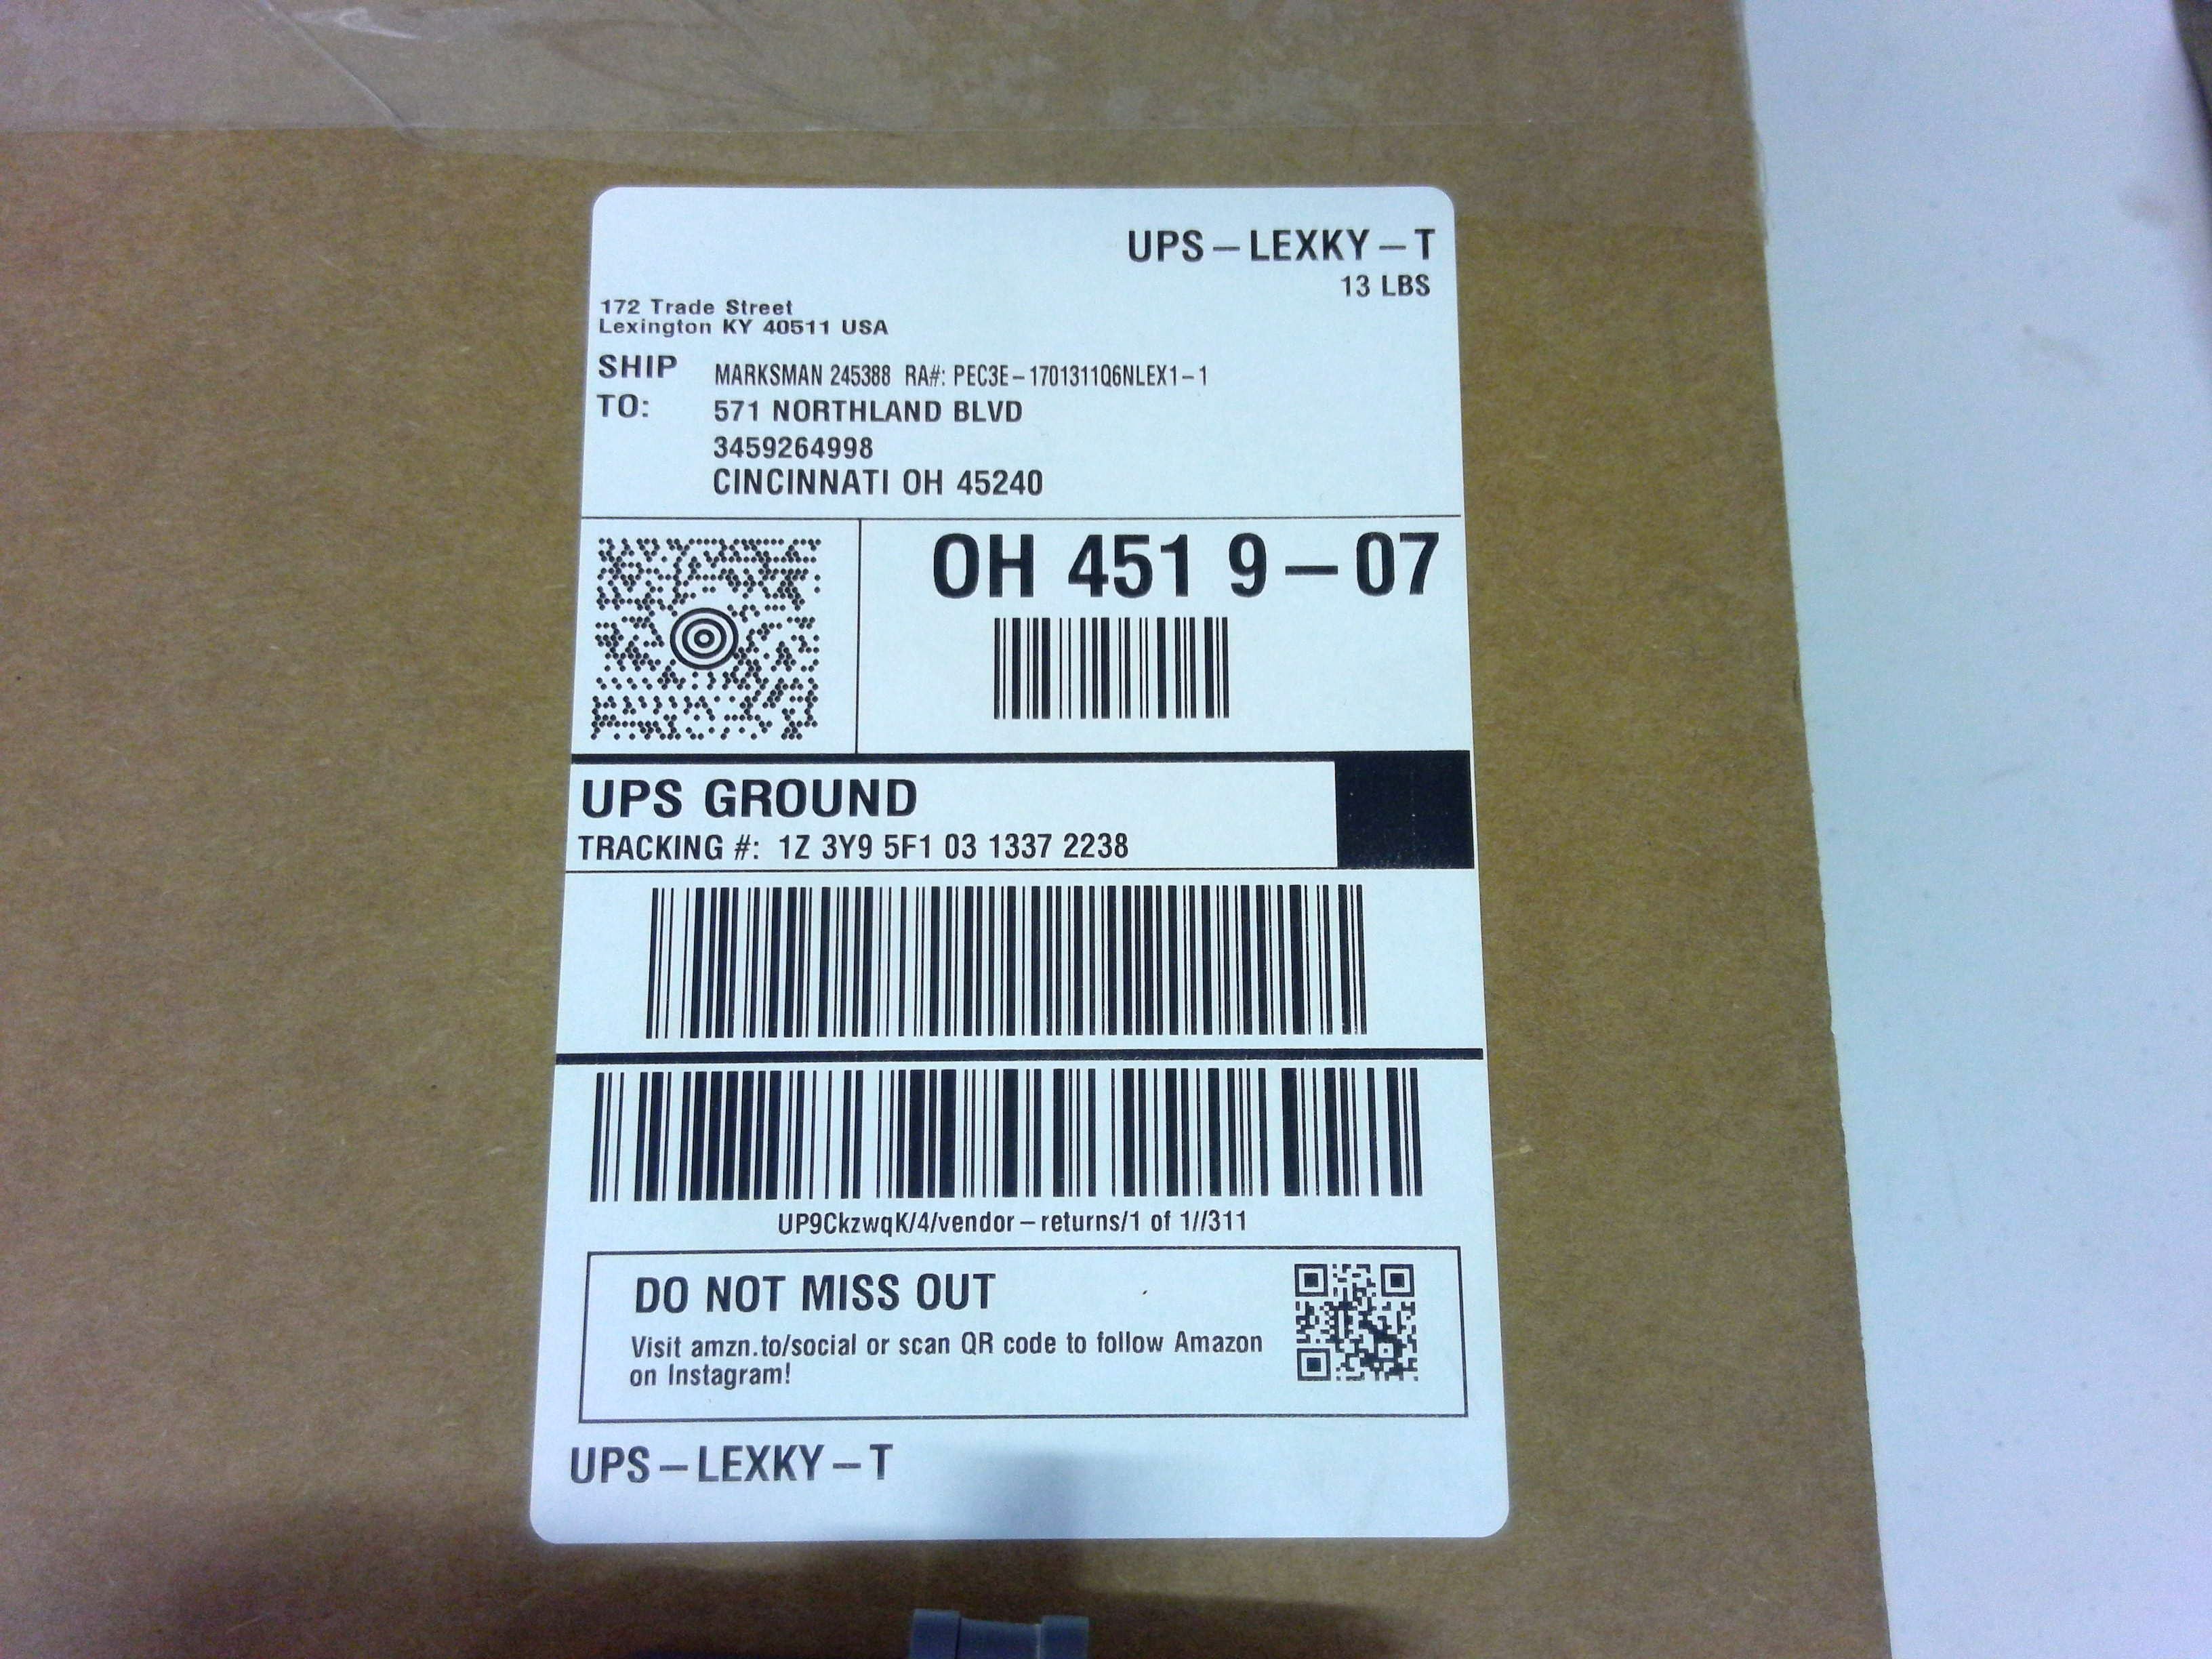 UPS – LEXKY – T
13 LBS
172 Trade Street
Lexington KY 40511 USA
SHIP TO:
MARKSMAN 245388 RA#: PEC3E – 1701311Q6NLEX1 – 1
571 NORTHLAND BLVD
3459264998
CINCINNATI OH 45240
OH 451 9 – 07
UPS GROUND
TRACKING #: 1Z 3Y9 5F1 03 1337 2238
UP9CkzwqK/4/vendor – returns/1 of 1//311
DO NOT MISS OUT
Visit amzn.to/social or scan QR code to follow Amazon
on Instagram!
UPS – LEXKY – T